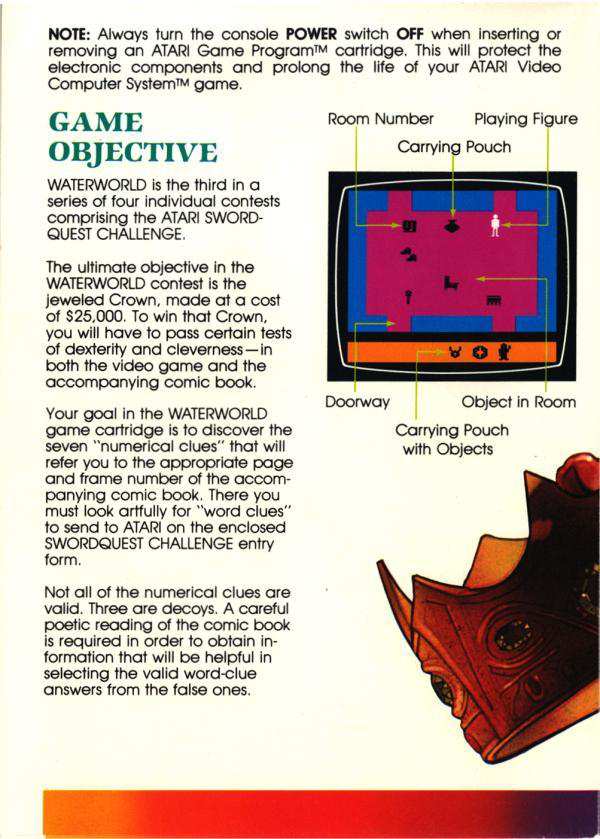 NOTE: Always turn the console POWER switch OFF when inserting or
removing an ATARI Game Program™ cartridge. This will protect the
electronic components and prolong the life of your ATARI Video
Computer System™ game.
GAME
OBJECTIVE
WATERWORLD is the third in a
series of four individual contests
comprising the ATARI SWORD-
QUEST CHALLENGE.
The ultimate objective in the
WATERWORLD contest is the
jeweled Crown, made at a cost
of $25,000. To win that Crown,
you will have to pass certain tests
of dexterity and cleverness—in
both the video game and the
accompanying comic book.
Your goal in the WATERWORLD
game cartridge is to discover the
seven "numerical clues" that will
refer you to the appropriate page
and frame number of the accom-
panying comic book. There you
must look artfully for "word clues"
to send to ATARI on the enclosed
SWORDQUEST CHALLENGE entry
form.
Not all of the numerical clues are
valid. Three are decoys. A careful
poetic reading of the comic book
is required in order to obtain in-
formation that will be helpful in
selecting the valid word-clue
answers from the false ones.
Room Number
Playing Figure
Carrying Pouch
Doorway
Object in Room
Carrying Pouch
with Objects